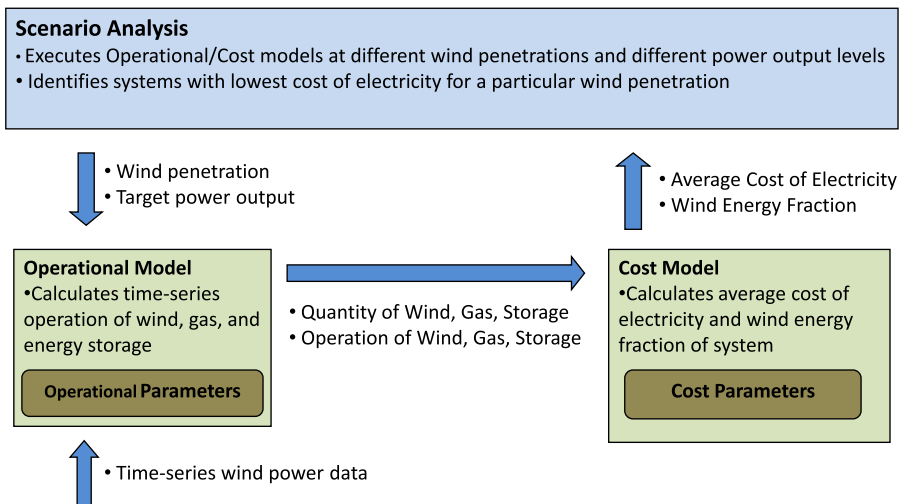 Scenario Analysis
• Executes Operational/Cost models at different wind penetrations and different power output levels
• Identifies systems with lowest cost of electricity for a particular wind penetration
• Wind penetration
• Target power output
• Average Cost of Electricity
• Wind Energy Fraction
Operational Model
•Calculates time-series
operation of wind, gas, and
energy storage
Operational Parameters
• Quantity of Wind, Gas, Storage
• Operation of Wind, Gas, Storage
Cost Model
•Calculates average cost of
electricity and wind energy
fraction of system
Cost Parameters
• Time-series wind power data